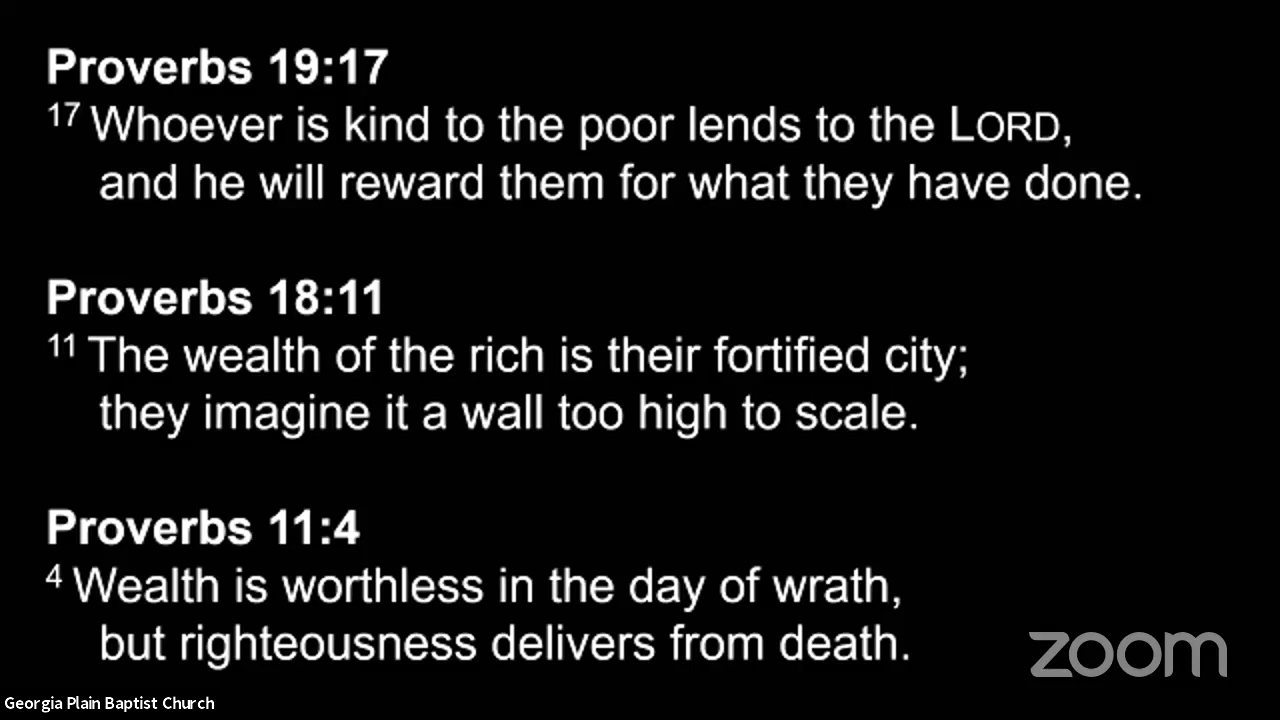 Proverbs 19:17
17 Whoever is kind to the poor lends to the LORD,
and he will reward them for what they have done.
Proverbs 18:11
11 The wealth of the rich is their fortified city;
they imagine it a wall too high to scale.
Proverbs 11:4
4 Wealth is worthless in the day of wrath,
but righteousness delivers from death.
zoom
Georgia Plain Baptist Church